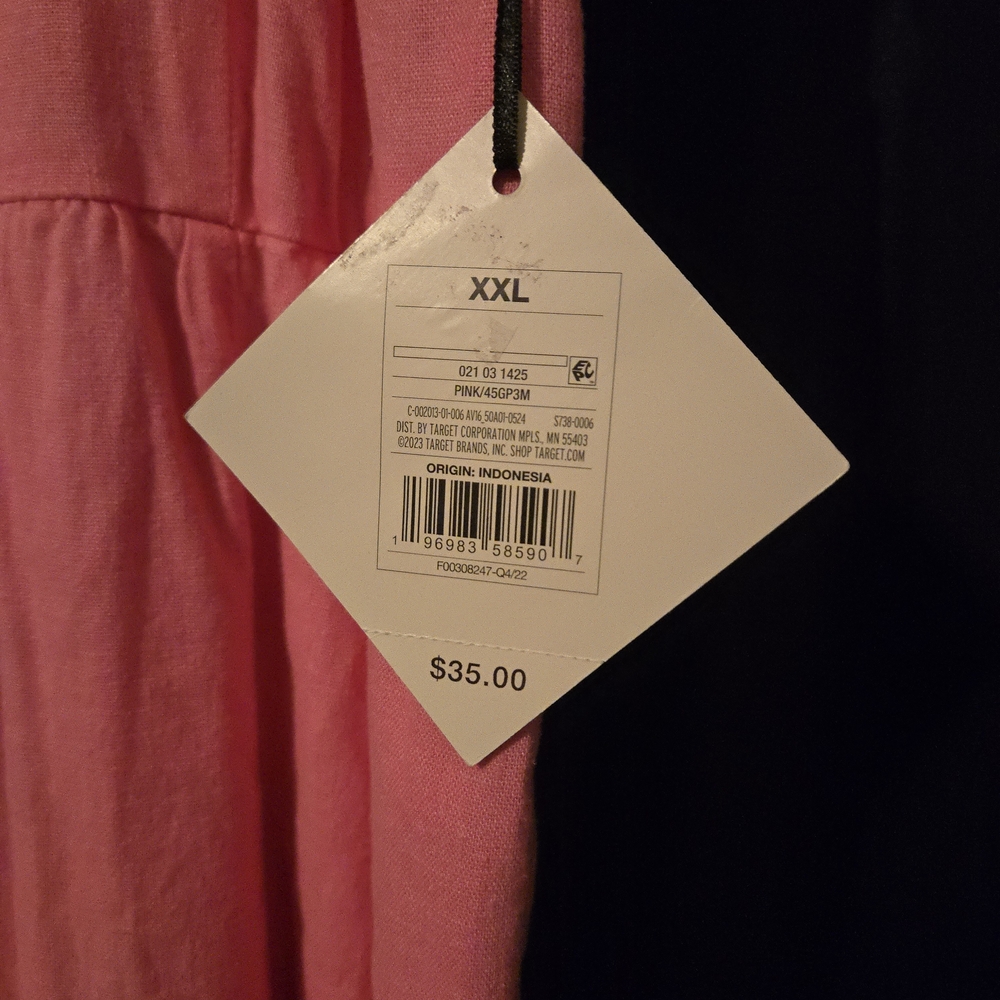 XXL
021 03 1425
EPC
PINK/45GP3M
C-002013-01-006 AV16_50A01-0524 S738-0006
DIST. BY TARGET CORPORATION MPLS., MN 55403
©2023 TARGET BRANDS, INC. SHOP TARGET.COM
ORIGIN: INDONESIA
1 96983 58590 7
F00308247-Q4/22
$35.00